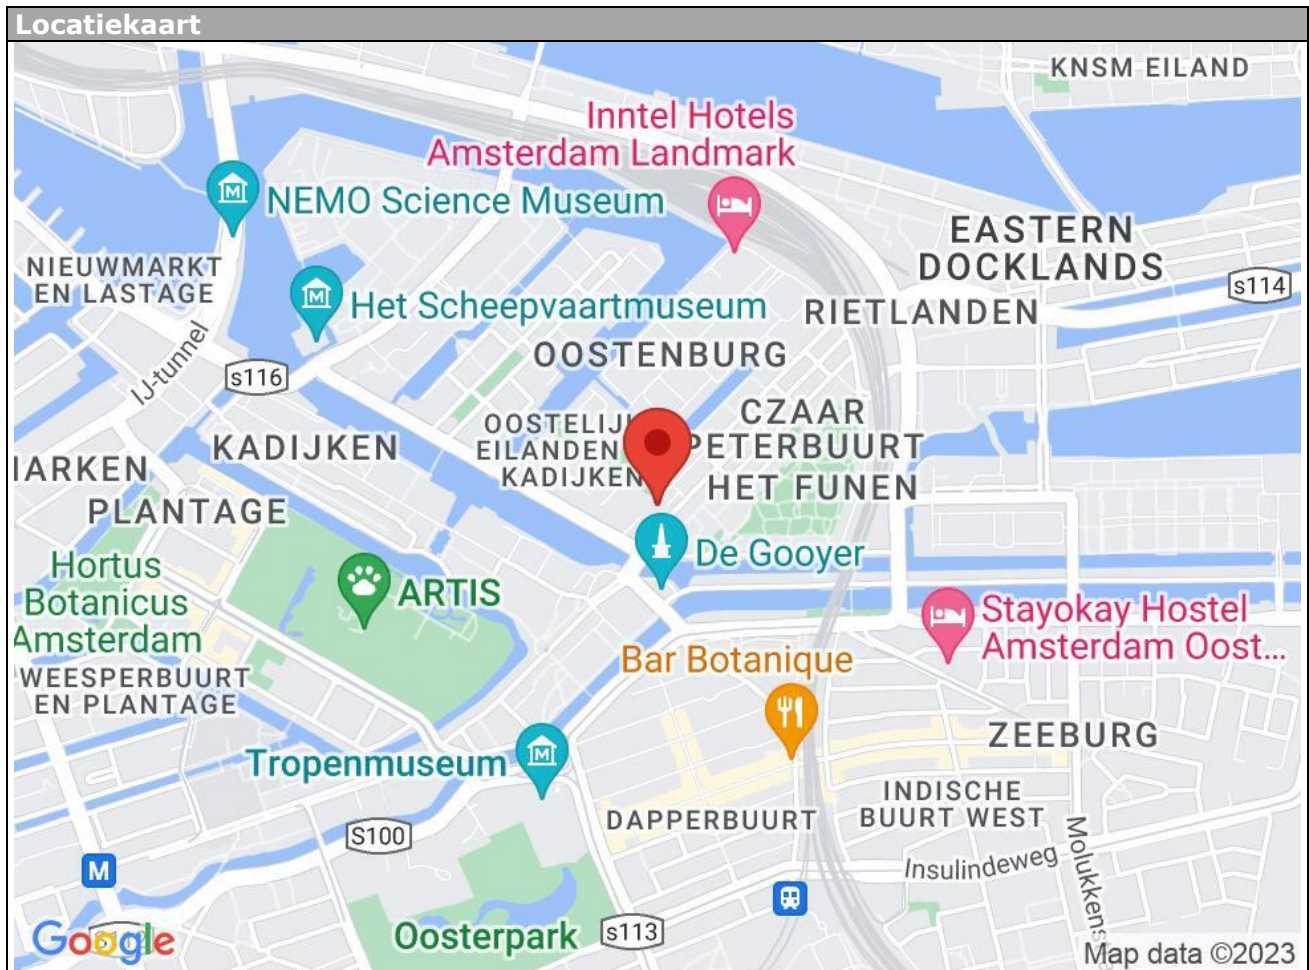 Locatiekaart
KNSM EILAND
Inntel Hotels
Amsterdam Landmark
NEMO Science Museum
EASTERN
DOCKLANDS
NIEUWMARKT
EN LASTAGE
s114
Het Scheepvaartmuseum
RIETLANDEN
IJ-tunnel
OOSTENBURG
s116
CZAAR
PETERBUURT
OOSTELIJ
EILANDEN
KADIJKEN
KADIJKEN
HET FUNEN
MARKEN
PLANTAGE
De Gooyer
Hortus
Botanicus
Amsterdam
ARTIS
Stayokay Hostel
Amsterdam Oost...
WEESPERBUURT
EN PLANTAGE
Bar Botanique
ZEEBURG
Tropenmuseum
INDISCHE
BUURT WEST
DAPPERBUURT
S100
Molukkens
Insulindeweg
M
Oosterpark
s113
Google
Map data ©2023